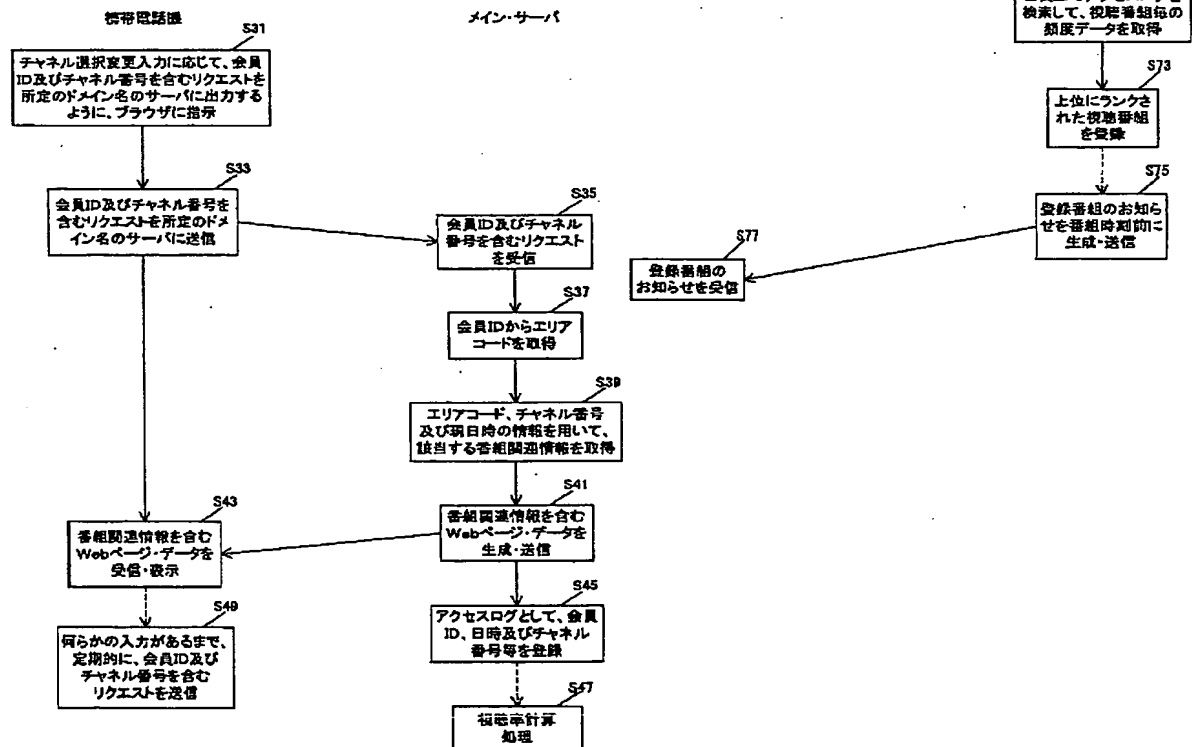 携帯電話機
メイン・サーバ
S31
チャネル選択変更入力に応じて、会員
ID及びチャネル番号を含むリクエストを
所定のドメイン名のサーバに出力する
ように、ブラウザに指示
S33
会員ID及びチャネル番号を
含むリクエストを所定のドメ
イン名のサーバに送信
S35
会員ID及びチャネル
番号を含むリクエスト
を受信
S37
会員IDからエリア
コードを取得
S39
エリアコード、チャネル番号
及び現日時の情報を用いて、
該当する番組関連情報を取得
S41
番組関連情報を含む
Webページ・データを
生成・送信
S43
番組関連情報を含む
Webページ・データを
受信・表示
S45
アクセスログとして、会員
ID、日時及びチャネル
番号等を登録
S47
視聴率計算
処理
S49
何らかの入力があるまで、
定期的に、会員ID及び
チャネル番号を含む
リクエストを送信
検索して、視聴番組毎の
頻度データを取得
S73
上位にランクさ
れた視聴番組
を登録
S75
登録番組のお知ら
せを番組時刻前に
生成・送信
S77
登録番組の
お知らせを受信